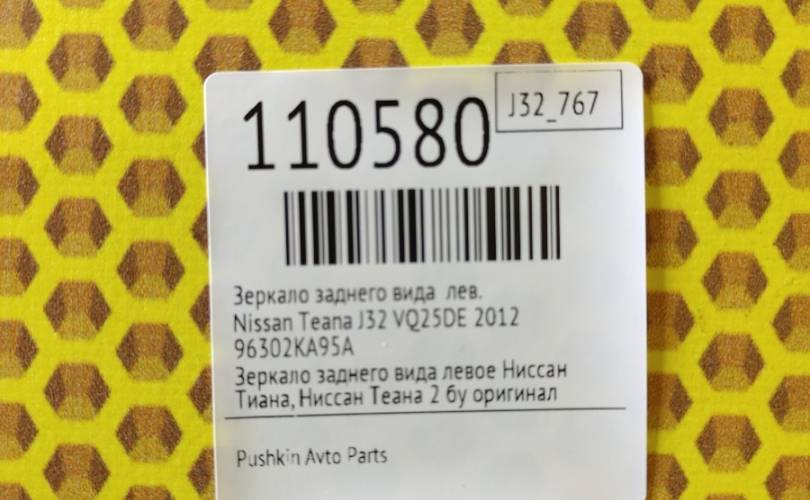 J32_767
110580
Зеркало заднего вида лев.
Nissan Teana J32 VQ25DE 2012
96302KA95A
Зеркало заднего вида левое Ниссан
Тиана, Ниссан Теана 2 бу оригинал
Pushkin Avto Parts